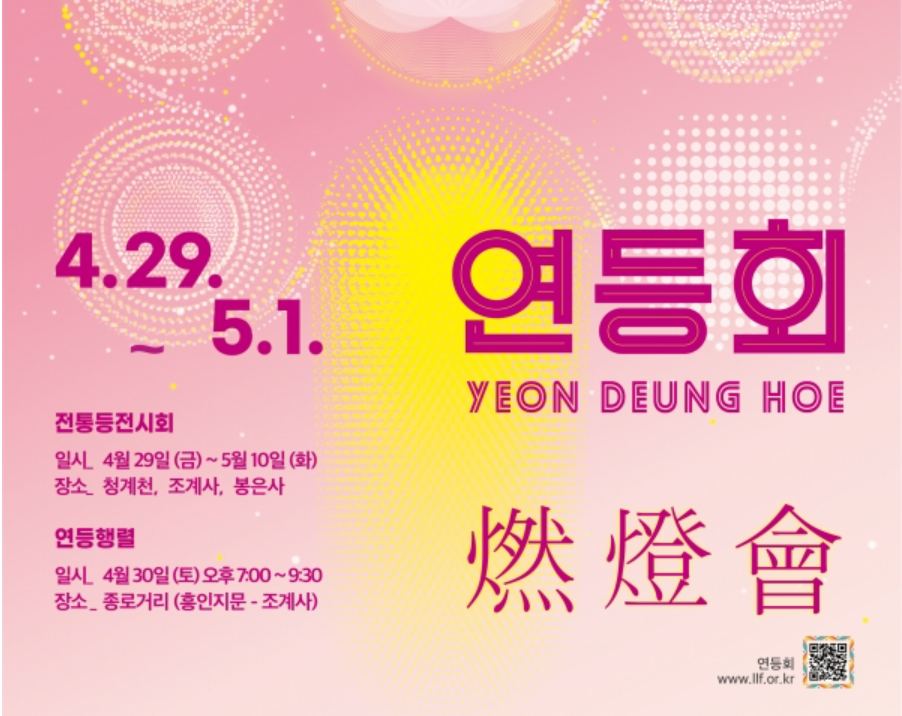 4.29.
~ 5.1.
전통등전시회
일시_ 4월 29일 (금) ~ 5월 10일 (화)
장소_ 청계천, 조계사, 봉은사
연등행렬
일시_ 4월 30일 (토) 오후 7:00 ~ 9:30
장소_ 종로거리 (흥인지문 - 조계사)
연등회
YEON DEUNG HOE
燃燈會
연등회
www.llf.or.kr